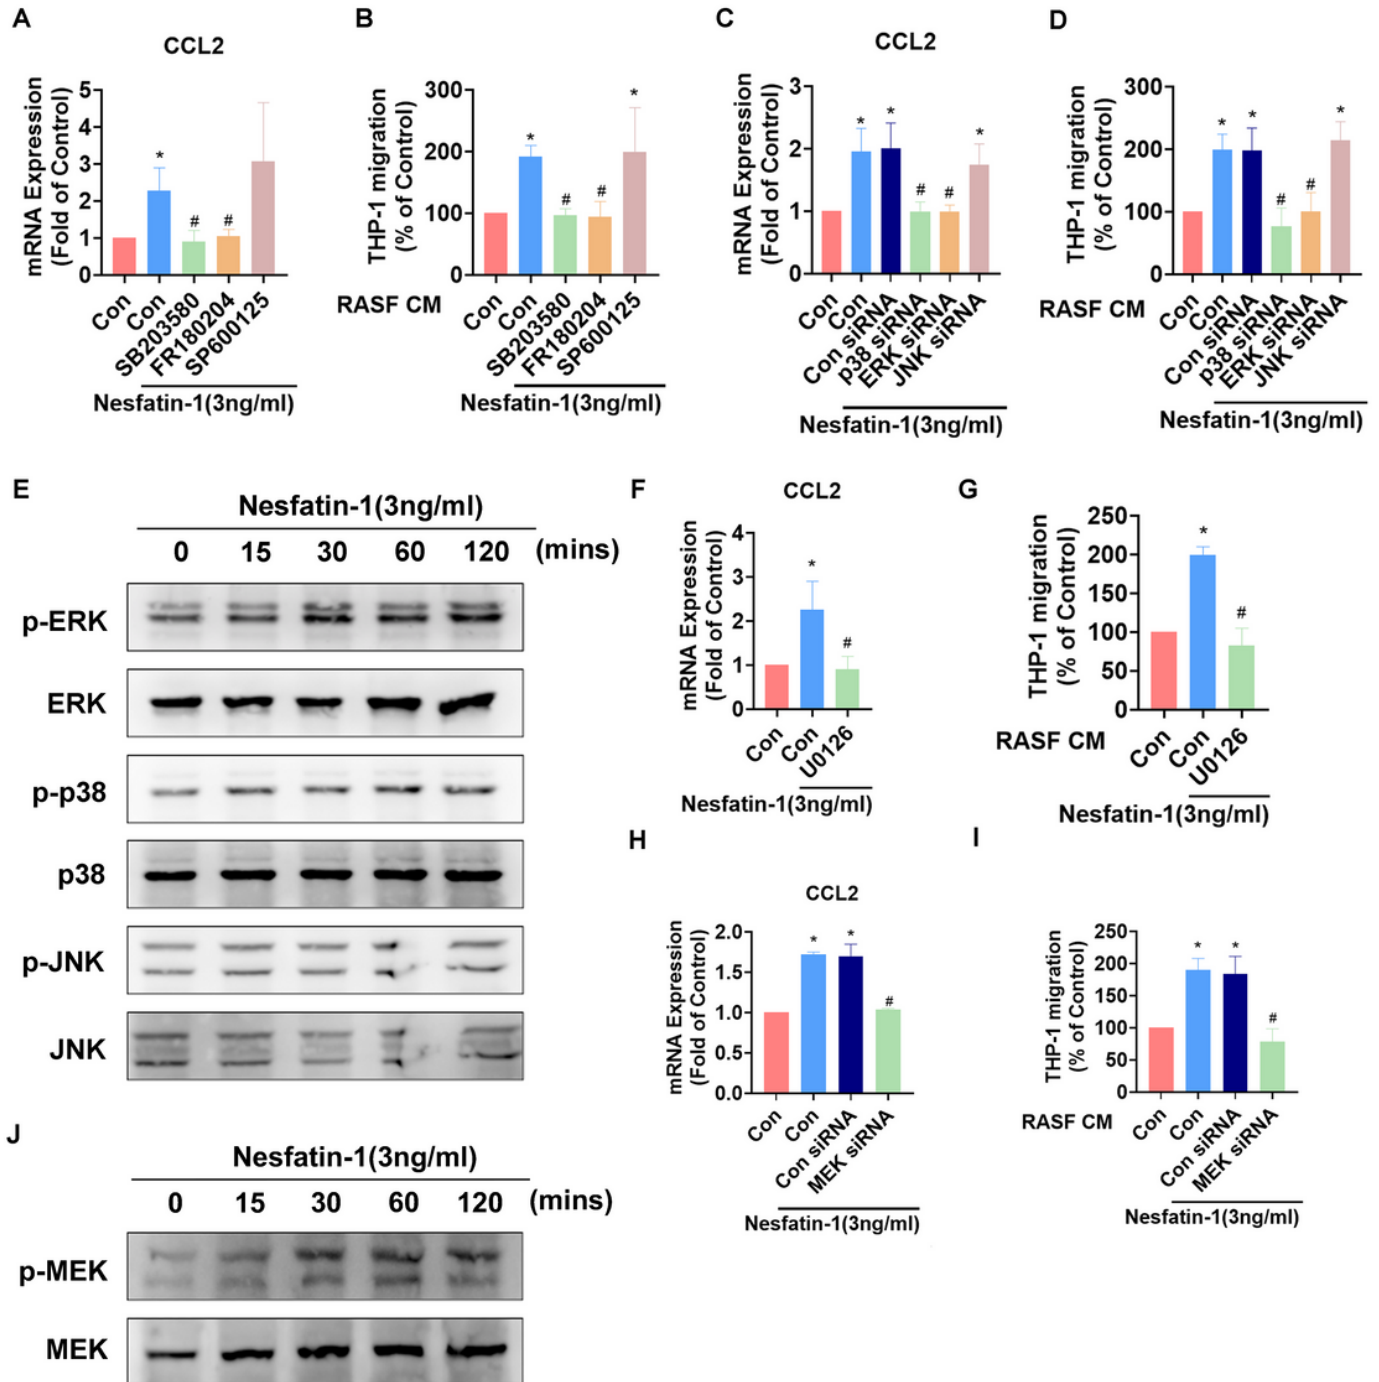 A
CCL2
mRNA Expression
(Fold of Control)
5
4
3
2
1
0
*
#
#
Con
Con
SB203580
FR180204
SP600125
Nesfatin-1(3ng/ml)
B
THP-1 migration
(% of Control)
300
200
100
0
*
#
#
*
RASF CM
Con
Con
SB203580
FR180204
SP600125
Nesfatin-1(3ng/ml)
C
CCL2
mRNA Expression
(Fold of Control)
3
2
1
0
*
*
#
#
*
Con
Con
Con siRNA
p38 siRNA
ERK siRNA
JNK siRNA
Nesfatin-1(3ng/ml)
D
THP-1 migration
(% of Control)
300
200
100
0
*
*
#
#
*
RASF CM
Con
Con
Con siRNA
p38 siRNA
ERK siRNA
JNK siRNA
Nesfatin-1(3ng/ml)
E
Nesfatin-1(3ng/ml)
0 15 30 60 120 (mins)
p-ERK
ERK
p-p38
p38
p-JNK
JNK
F
CCL2
mRNA Expression
(Fold of Control)
4
3
2
1
0
*
#
Con
Con
U0126
Nesfatin-1(3ng/ml)
G
THP-1 migration
(% of Control)
250
200
150
100
50
0
*
#
RASF CM
Con
Con
U0126
Nesfatin-1(3ng/ml)
H
CCL2
mRNA Expression
(Fold of Control)
2.0
1.5
1.0
0.5
0.0
*
*
#
Con
Con
Con siRNA
MEK siRNA
Nesfatin-1(3ng/ml)
I
THP-1 migration
(% of Control)
250
200
150
100
50
0
*
*
#
RASF CM
Con
Con
Con siRNA
MEK siRNA
Nesfatin-1(3ng/ml)
J
Nesfatin-1(3ng/ml)
0 15 30 60 120 (mins)
p-MEK
MEK